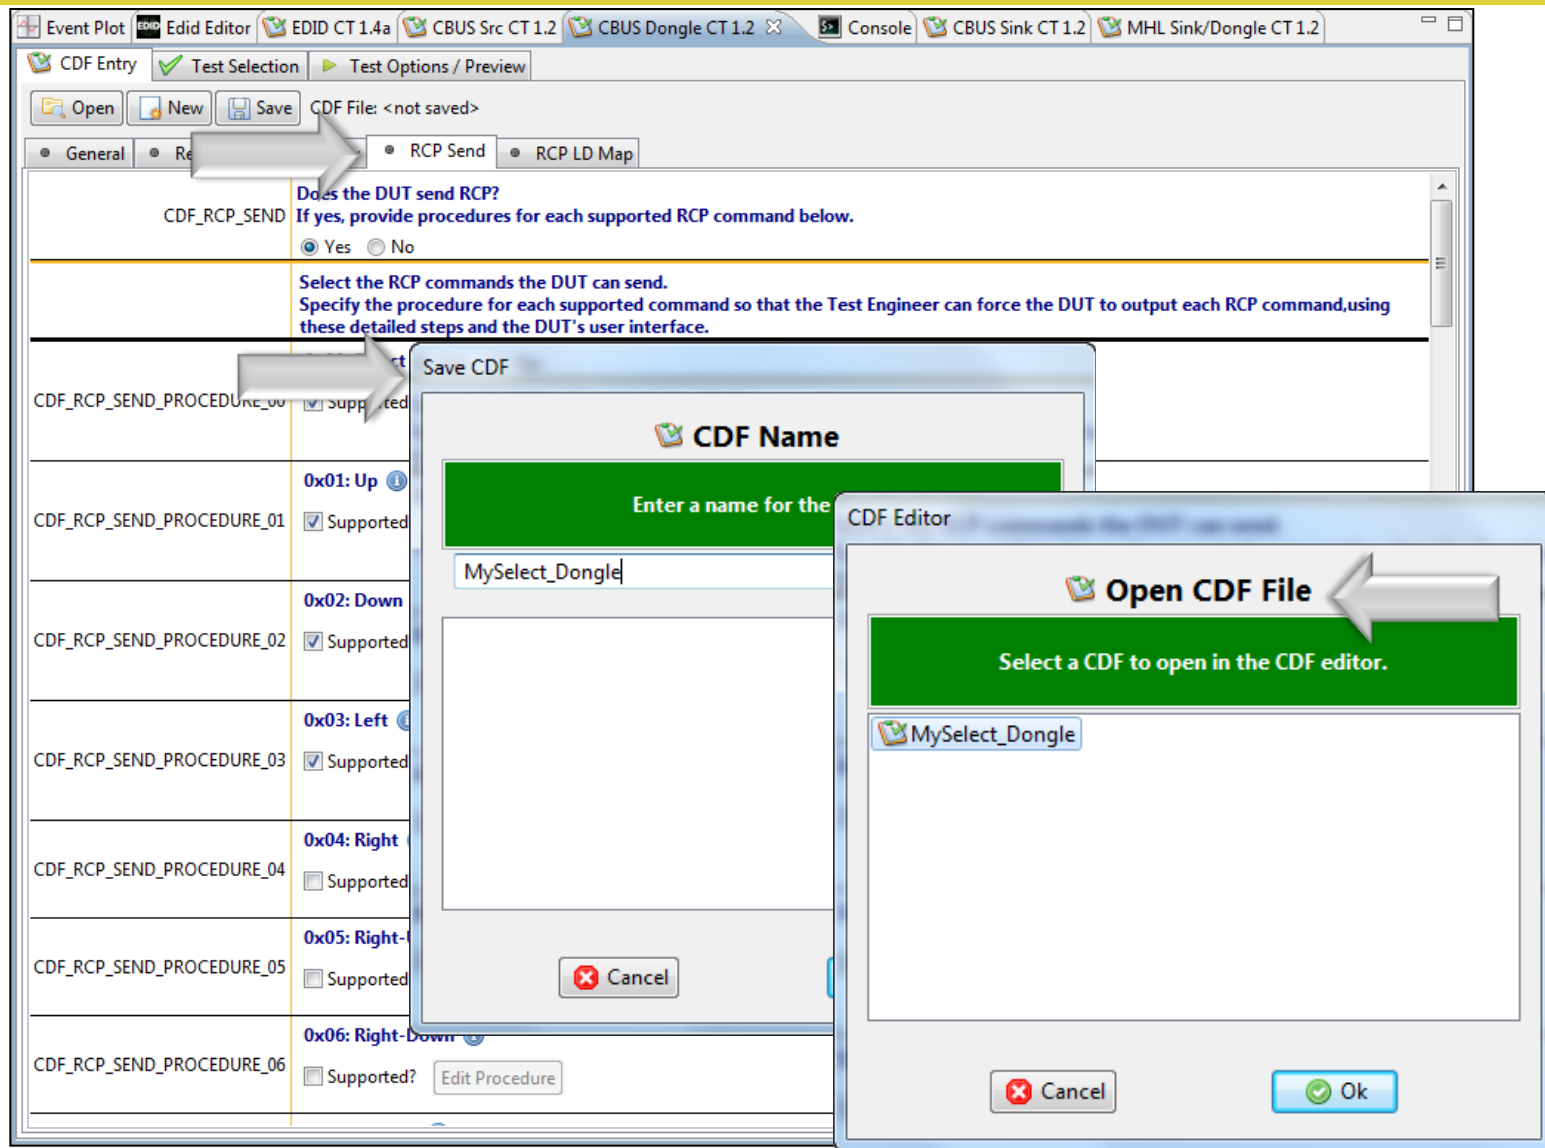 Event Plot
Edid Editor
EDID CT 1.4a
CBUS Src CT 1.2
CBUS Dongle CT 1.2
Console
CBUS Sink CT 1.2
MHL Sink/Dongle CT 1.2
CDF Entry
Test Selection
Test Options / Preview
Open
New
Save
CDF File: <not saved>
General
Re
RCP Send
RCP LD Map
CDF_RCP_SEND
Does the DUT send RCP?
If yes, provide procedures for each supported RCP command below.
Yes
No
Select the RCP commands the DUT can send.
Specify the procedure for each supported command so that the Test Engineer can force the DUT to output each RCP command,using
these detailed steps and the DUT's user interface.
CDF_RCP_SEND_PROCEDURE_00
Supported
CDF_RCP_SEND_PROCEDURE_01
0x01: Up
Supported
CDF_RCP_SEND_PROCEDURE_02
0x02: Down
Supported
CDF_RCP_SEND_PROCEDURE_03
0x03: Left
Supported
CDF_RCP_SEND_PROCEDURE_04
0x04: Right
Supported
CDF_RCP_SEND_PROCEDURE_05
0x05: Right-
Supported
CDF_RCP_SEND_PROCEDURE_06
0x06: Right-Down
Supported?
Edit Procedure
Save CDF
CDF Name
Enter a name for the
MySelect_Dongle
Cancel
CDF Editor
Open CDF File
Select a CDF to open in the CDF editor.
MySelect_Dongle
Cancel
Ok